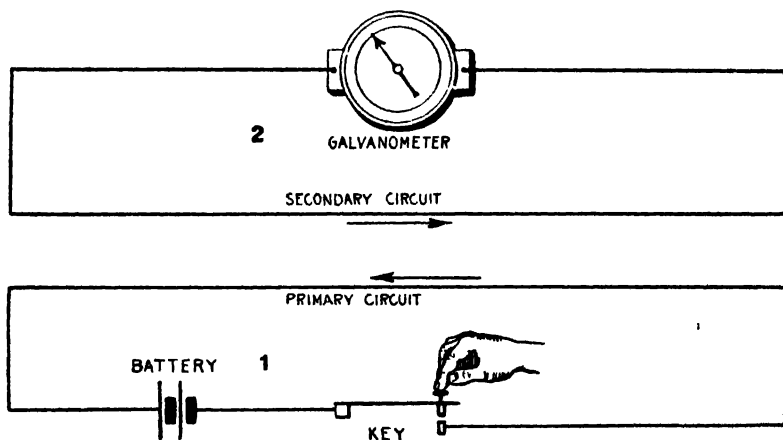 2
GALVANOMETER
SECONDARY CIRCUIT
PRIMARY CIRCUIT
BATTERY
1
KEY